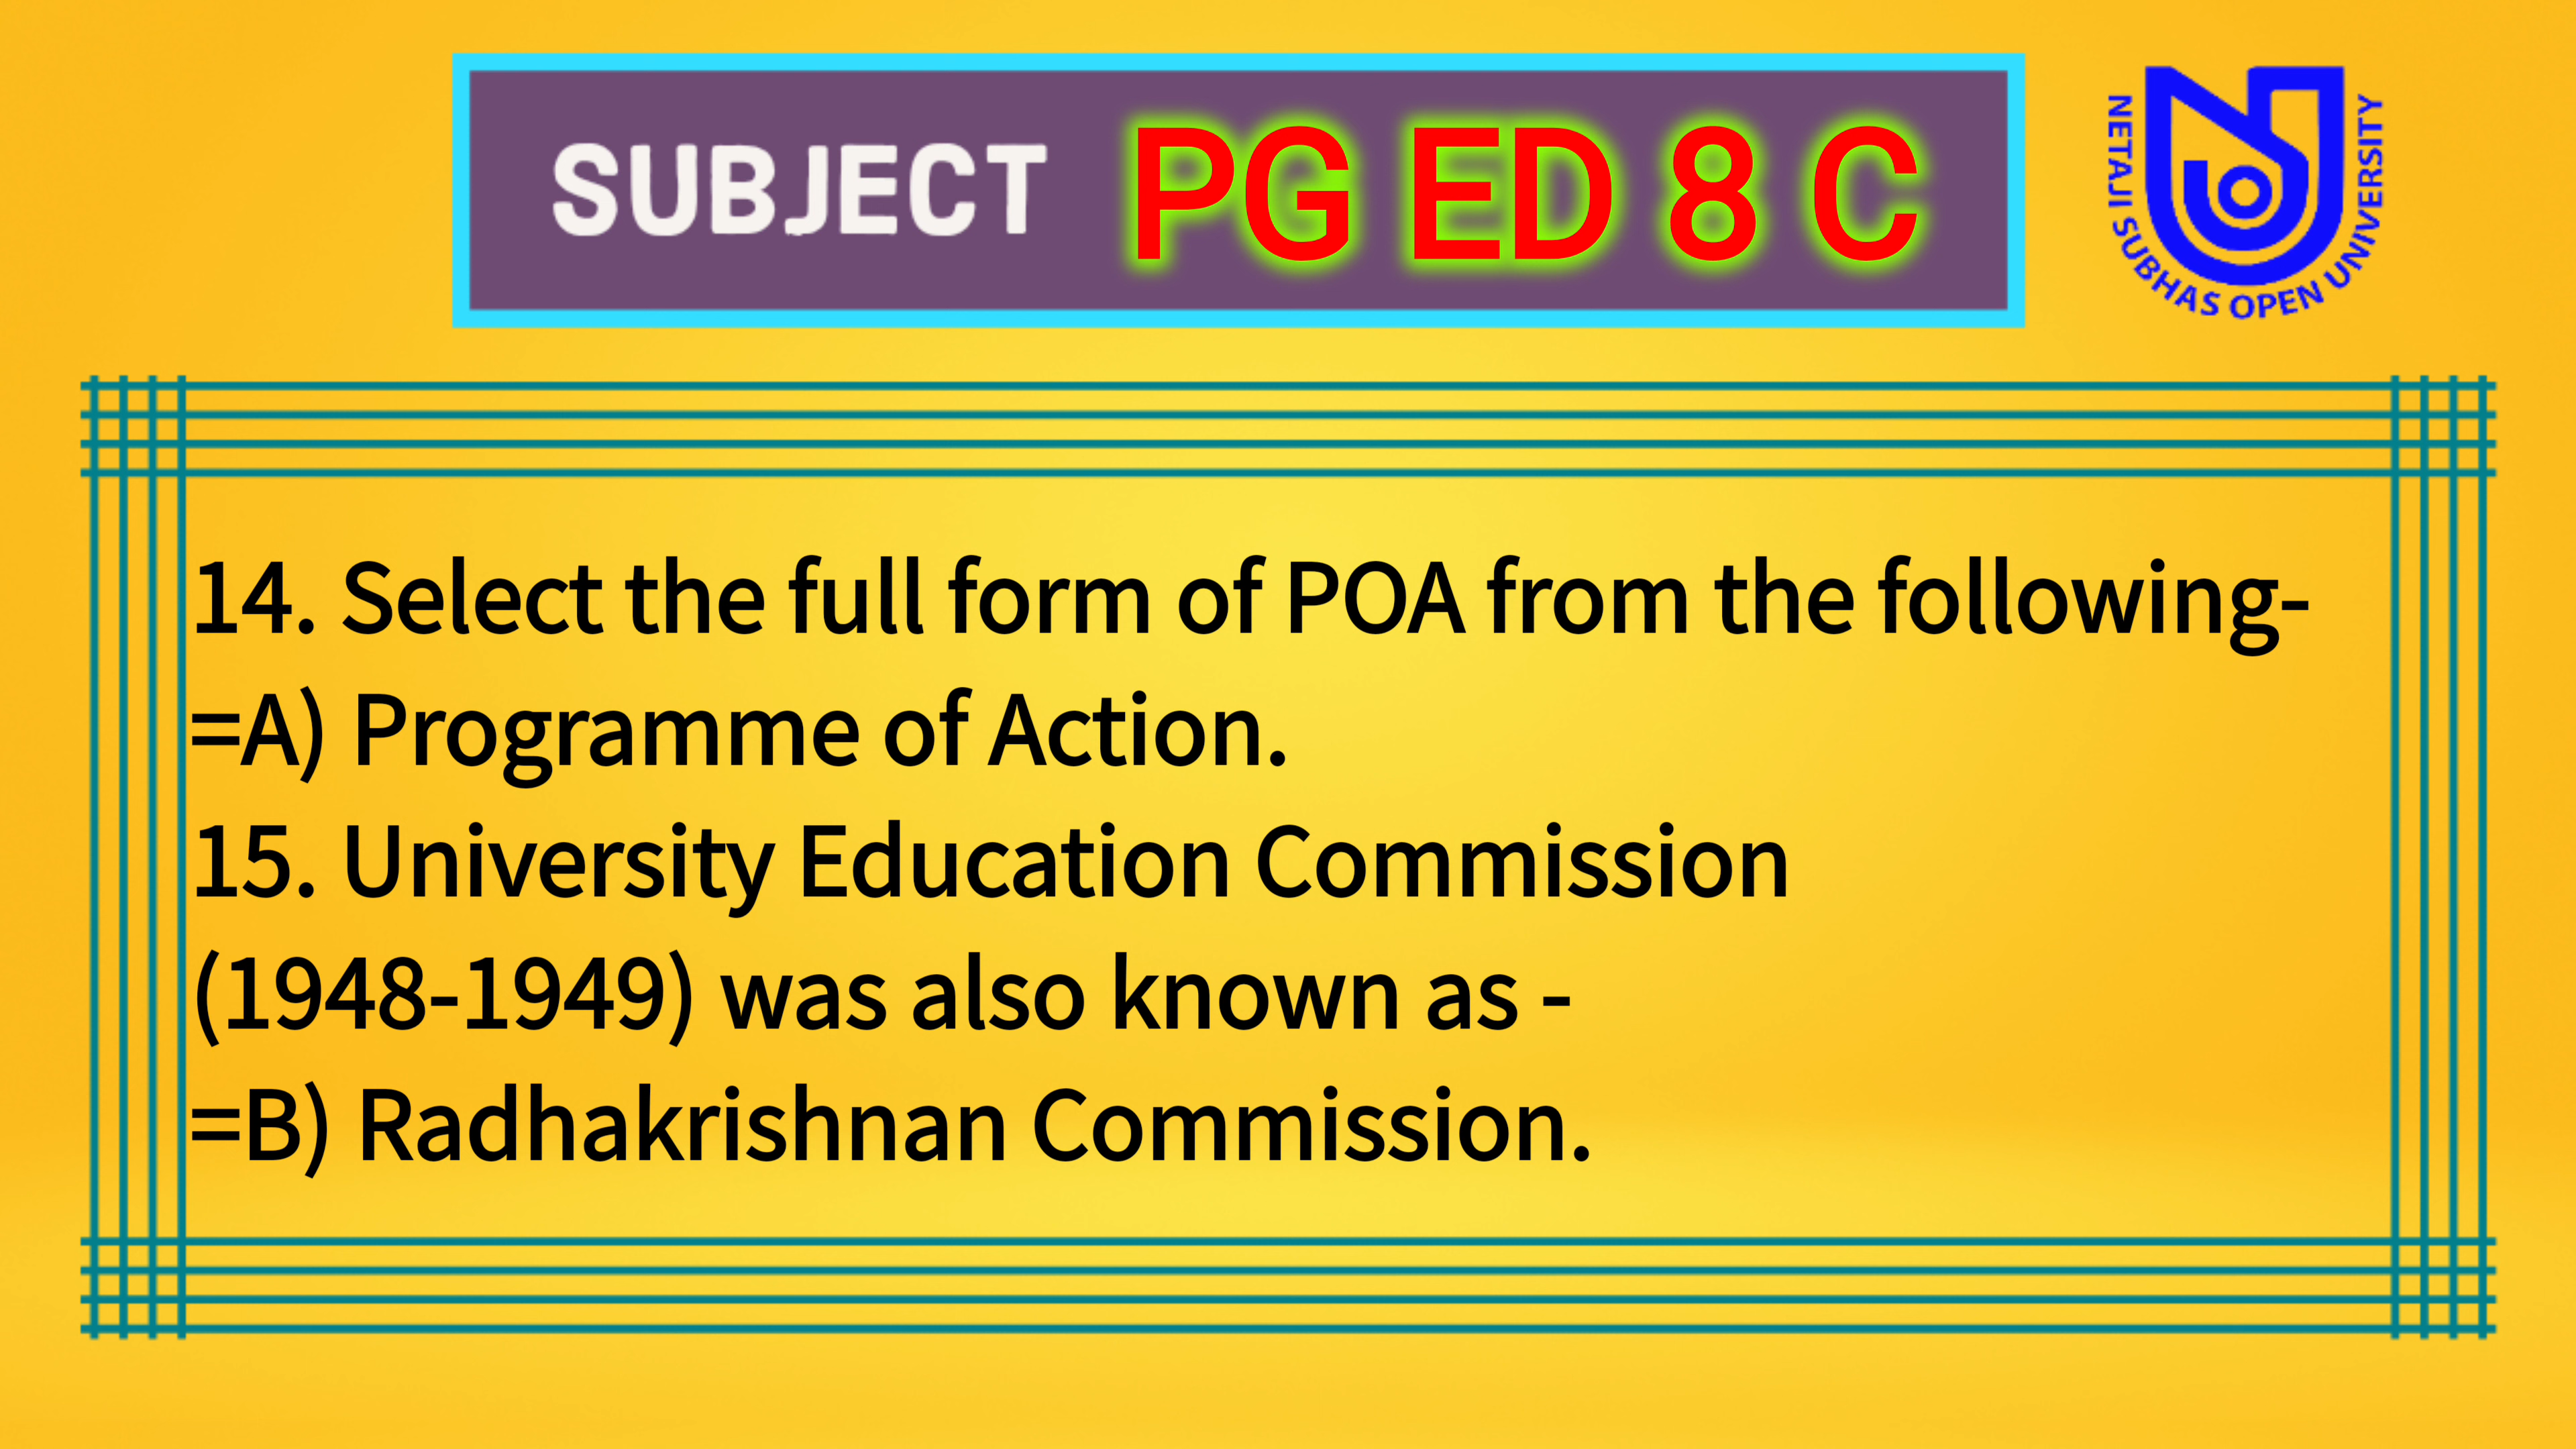 SUBJECT PG ED 8 C
NETAJI SUBHAS OPEN UNIVERSITY
14. Select the full form of POA from the following-
=A) Programme of Action.
15. University Education Commission
(1948-1949) was also known as -
=B) Radhakrishnan Commission.